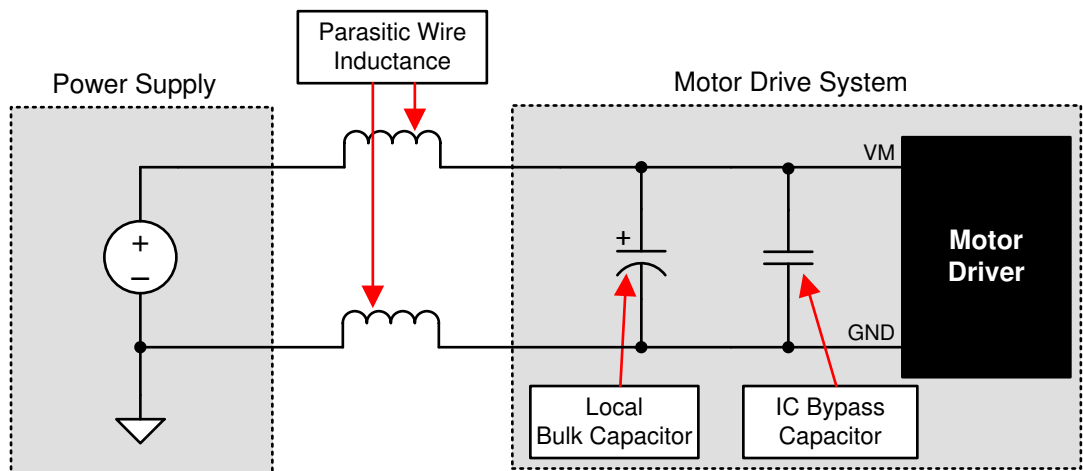 Parasitic Wire
Inductance
Power Supply
Motor Drive System
VM
+
–
+
Motor
Driver
GND
Local
Bulk Capacitor
IC Bypass
Capacitor